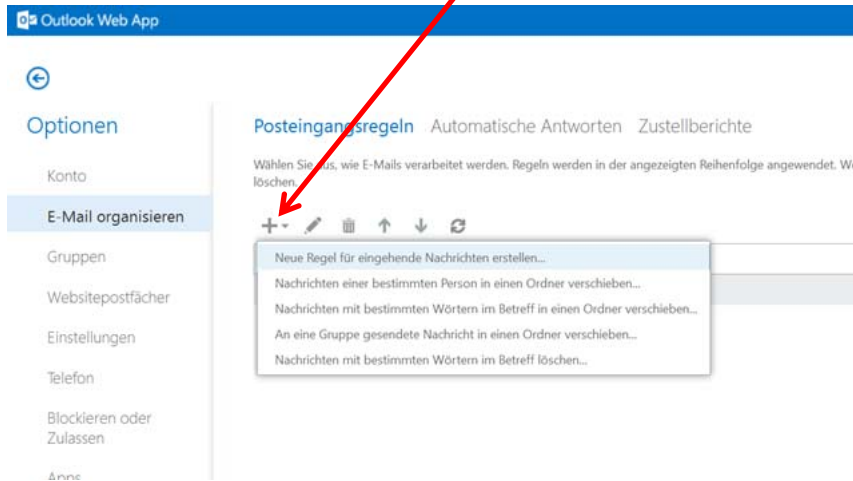 Outlook Web App
Optionen
Konto
E-Mail organisieren
Gruppen
Websitepostfächer
Einstellungen
Telefon
Blockieren oder
Zulassen
Apps
Posteingangsregeln Automatische Antworten Zustellberichte
Wählen Sie aus, wie E-Mails verarbeitet werden. Regeln werden in der angezeigten Reihenfolge angewendet.
löschen.
Neue Regel für eingehende Nachrichten erstellen...
Nachrichten einer bestimmten Person in einen Ordner verschieben...
Nachrichten mit bestimmten Wörtern im Betreff in einen Ordner verschieben...
An eine Gruppe gesendete Nachricht in einen Ordner verschieben...
Nachrichten mit bestimmten Wörtern im Betreff löschen...